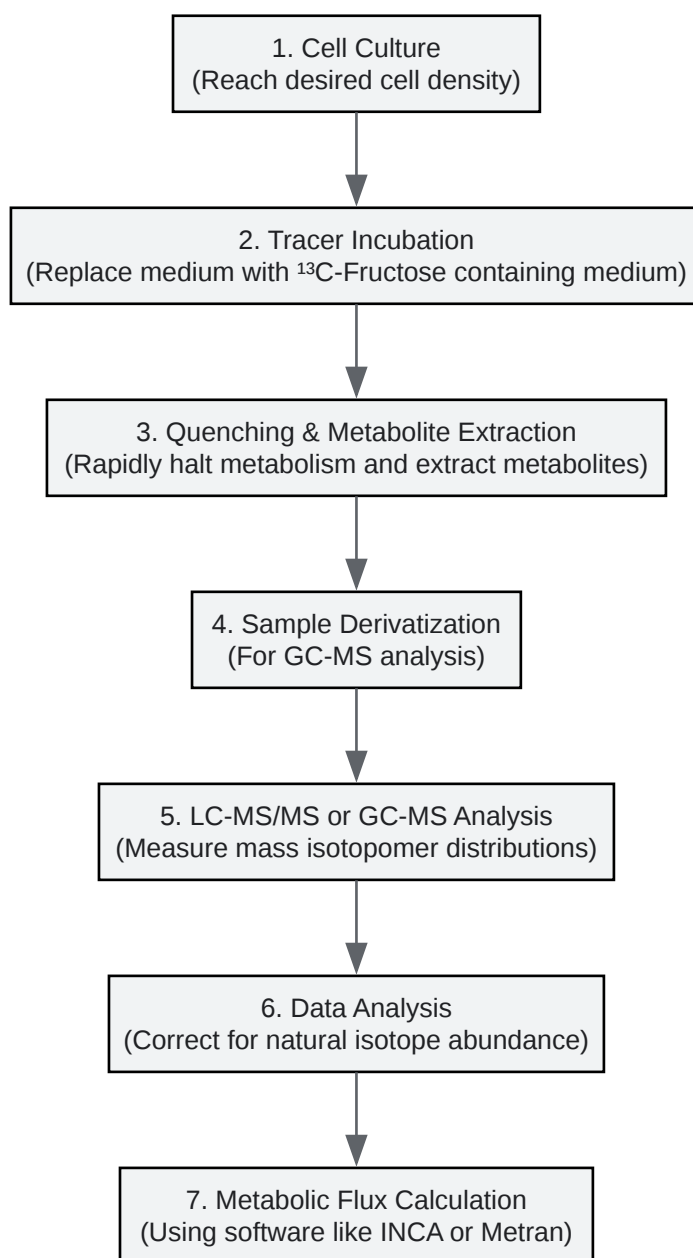 1. Cell Culture
(Reach desired cell density)
2. Tracer Incubation
(Replace medium with ¹³C-Fructose containing medium)
3. Quenching & Metabolite Extraction
(Rapidly halt metabolism and extract metabolites)
4. Sample Derivatization
(For GC-MS analysis)
5. LC-MS/MS or GC-MS Analysis
(Measure mass isotopomer distributions)
6. Data Analysis
(Correct for natural isotope abundance)
7. Metabolic Flux Calculation
(Using software like INCA or Metran)